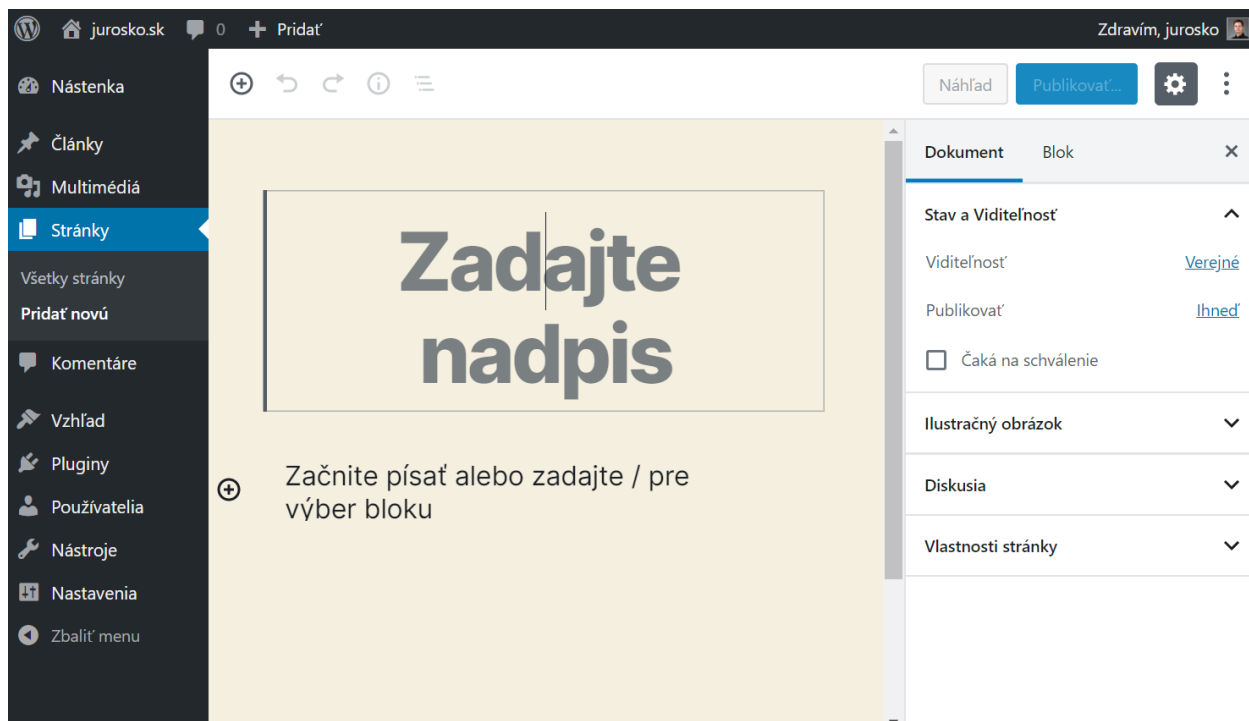 jurosko.sk 0 Pridať Zdravím, jurosko
Nástenka
Články
Multimédiá
Stránky
Všetky stránky
Pridať novú
Komentáre
Vzhľad
Pluginy
Používatelia
Nástroje
Nastavenia
Zbaliť menu
Náhľad Publikovať...
Zadajte
nadpis
Začnite písať alebo zadajte / pre
výber bloku
Dokument Blok
Stav a Viditeľnosť
Viditeľnosť Verejné
Publikovať Ihneď
Čaká na schválenie
Ilustračný obrázok
Diskusia
Vlastnosti stránky